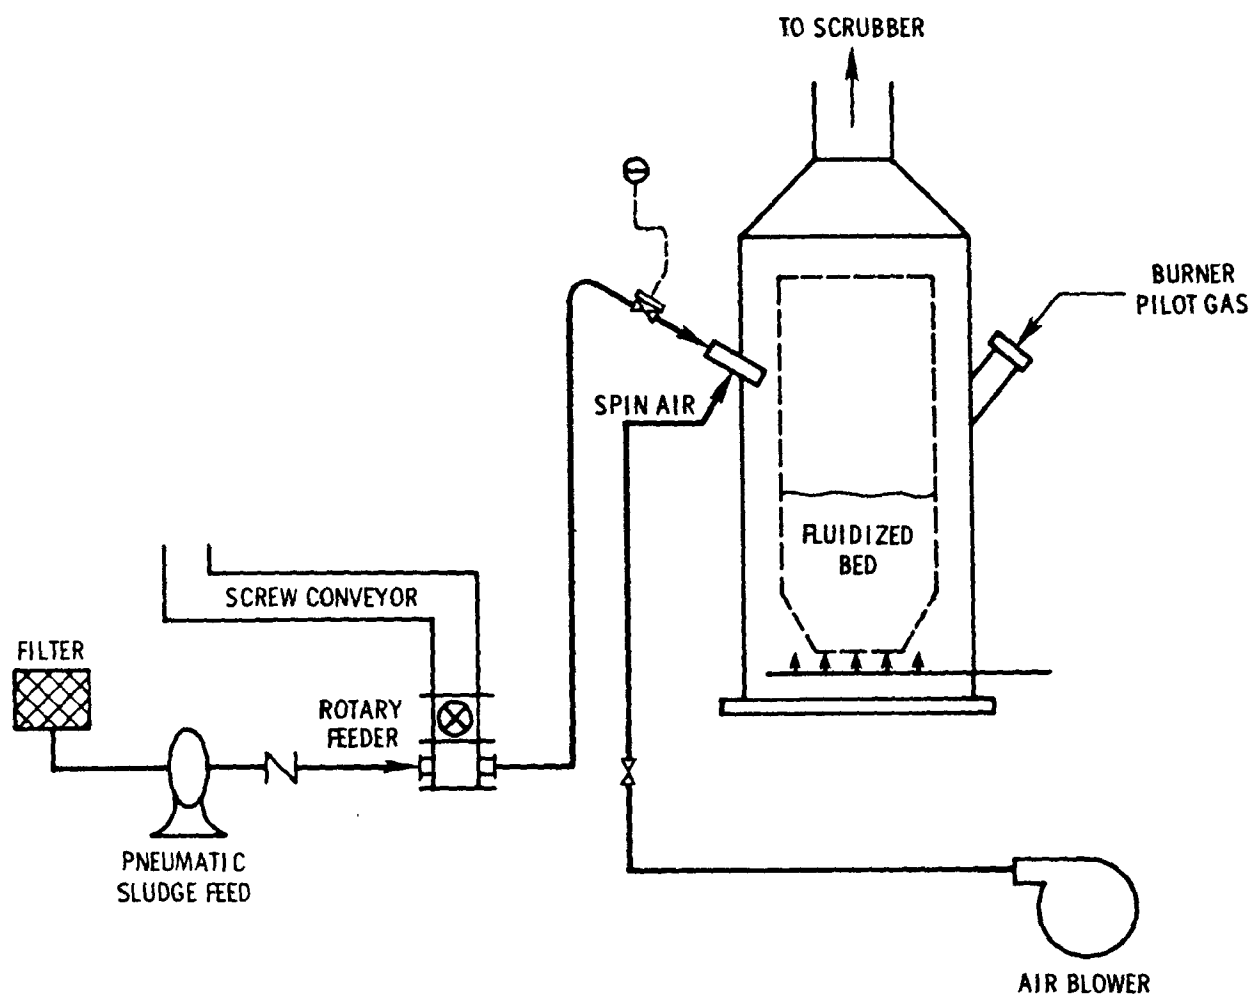 TO SCRUBBER
BURNER
PILOT GAS
SPIN AIR
FLUIDIZED
BED
SCREW CONVEYOR
FILTER
ROTARY
FEEDER
PNEUMATIC
SLUDGE FEED
AIR BLOWER